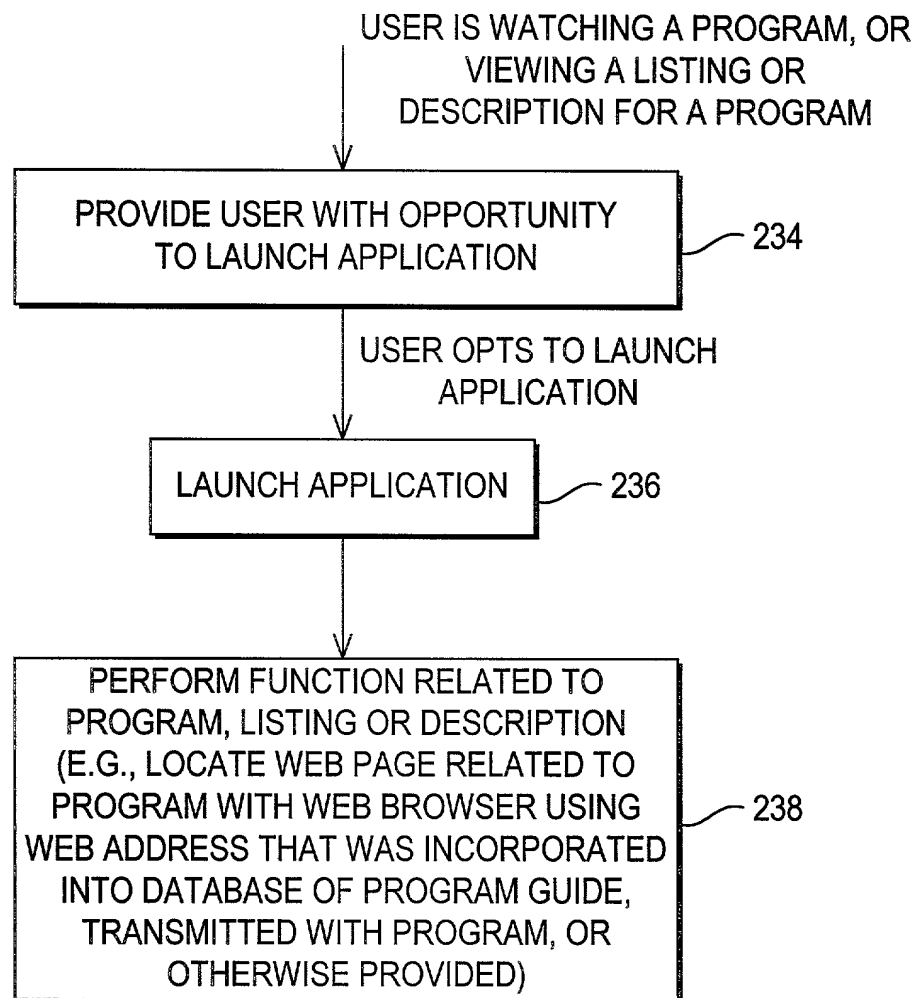 USER IS WATCHING A PROGRAM, OR
VIEWING A LISTING OR
DESCRIPTION FOR A PROGRAM
PROVIDE USER WITH OPPORTUNITY
TO LAUNCH APPLICATION
234
USER OPTS TO LAUNCH
APPLICATION
LAUNCH APPLICATION
236
PERFORM FUNCTION RELATED TO
PROGRAM, LISTING OR DESCRIPTION
(E.G., LOCATE WEB PAGE RELATED TO
PROGRAM WITH WEB BROWSER USING
WEB ADDRESS THAT WAS INCORPORATED
INTO DATABASE OF PROGRAM GUIDE,
TRANSMITTED WITH PROGRAM, OR
OTHERWISE PROVIDED)
238